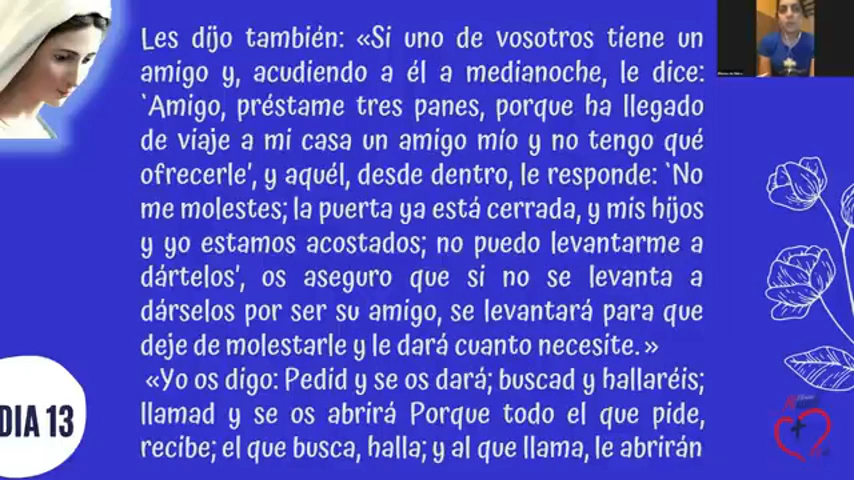 Les dijo también: «Si uno de vosotros tiene un
amigo y, acudiendo a él a medianoche, le dice:
`Amigo, préstame tres panes, porque ha llegado
de viaje a mi casa un amigo mío y no tengo qué
ofrecerle', y aquél, desde dentro, le responde: `No
me molestes; la puerta ya está cerrada, y mis hijos
y yo estamos acostados; no puedo levantarme a
dártelos', os aseguro que si no se levanta a
dárselos por ser su amigo, se levantará para que
deje de molestarle y le dará cuanto necesite.»
«Yo os digo: Pedid y se os dará; buscad y hallaréis;
llamad y se os abrirá Porque todo el que pide,
recibe; el que busca, halla; y al que llama, le abrirán
DIA 13